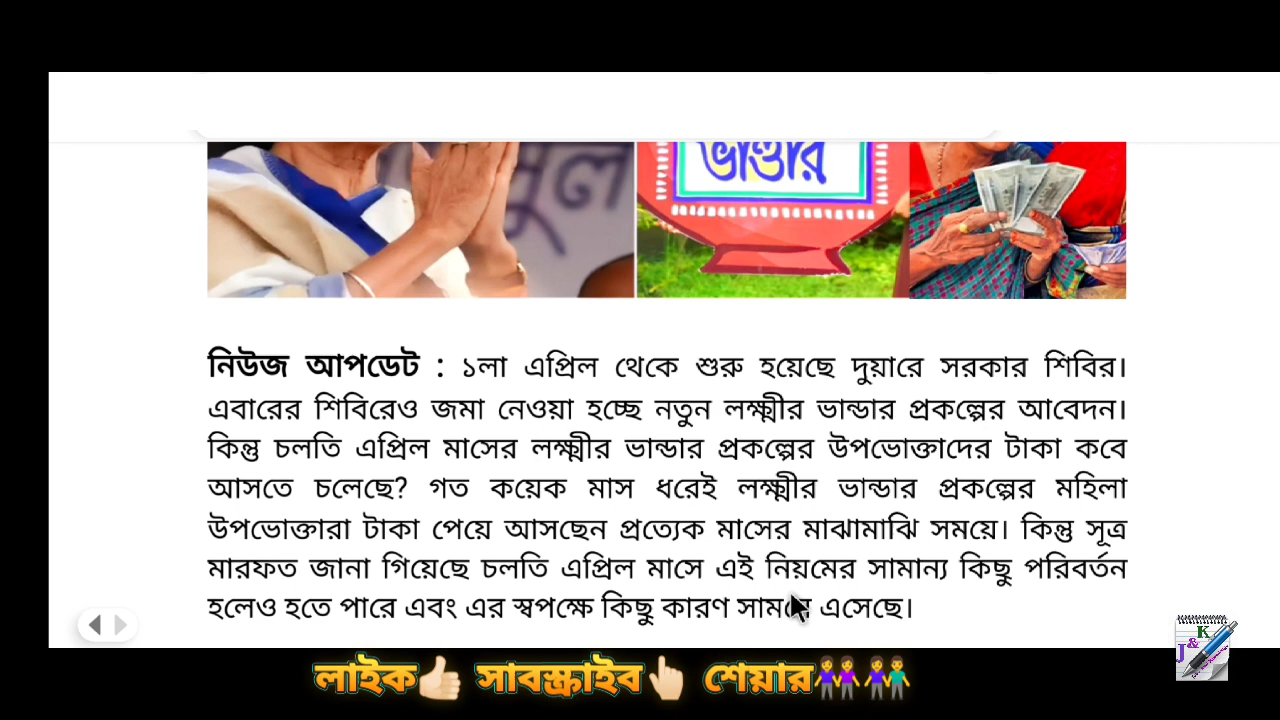 মূল
ভাণ্ডার
নিউজ আপডেট : ১লা এপ্রিল থেকে শুরু হয়েছে দুয়ারে সরকার শিবির।
এবারের শিবিরেও জমা নেওয়া হচ্ছে নতুন লক্ষ্মীর ভান্ডার প্রকল্পের আবেদন।
কিন্তু চলতি এপ্রিল মাসের লক্ষ্মীর ভান্ডার প্রকল্পের উপভোক্তাদের টাকা কবে
আসতে চলেছে? গত কয়েক মাস ধরেই লক্ষ্মীর ভান্ডার প্রকল্পের মহিলা
উপভোক্তারা টাকা পেয়ে আসছেন প্রত্যেক মাসের মাঝামাঝি সময়ে। কিন্তু সূত্র
মারফত জানা গিয়েছে চলতি এপ্রিল মাসে এই নিয়মের সামান্য কিছু পরিবর্তন
হলেও হতে পারে এবং এর স্বপক্ষে কিছু কারণ সামনে এসেছে।
লাইক👍🏻 সাবস্ক্রাইব👆🏻 শেয়ার👭👫
J&K